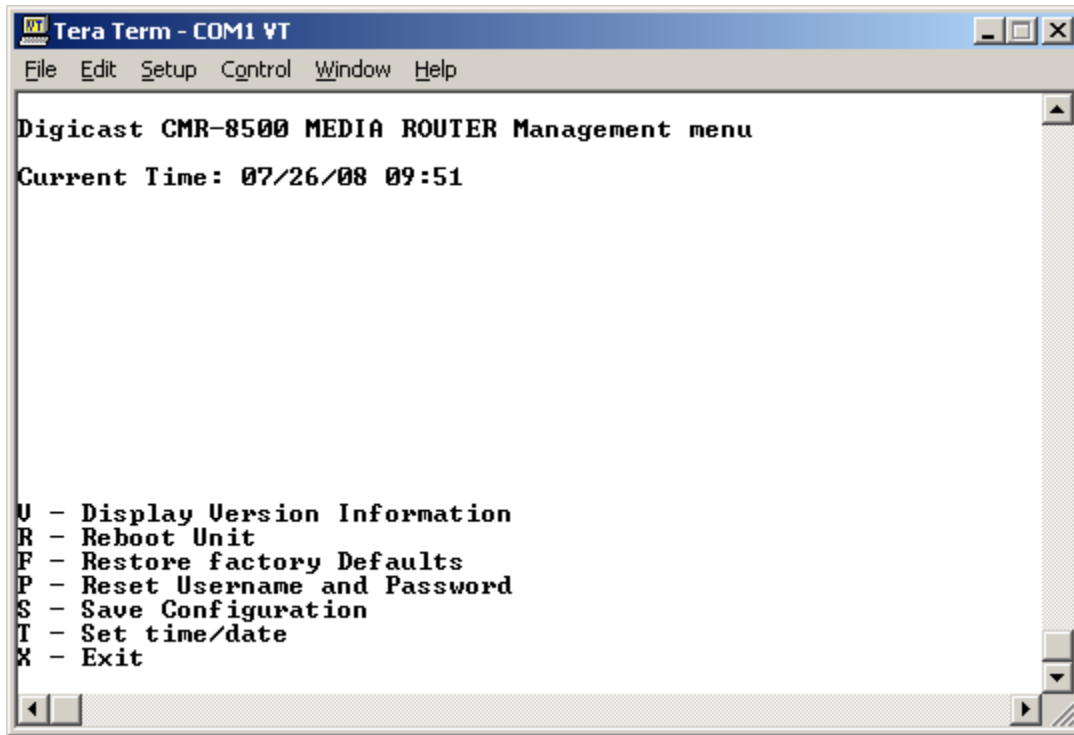 Tera Term - COM1 VT
File Edit Setup Control Window Help
Digicast CMR-8500 MEDIA ROUTER Management menu
Current Time: 07/26/08 09:51
V - Display Version Information
R - Reboot Unit
F - Restore factory Defaults
P - Reset Username and Password
S - Save Configuration
T - Set time/date
X - Exit